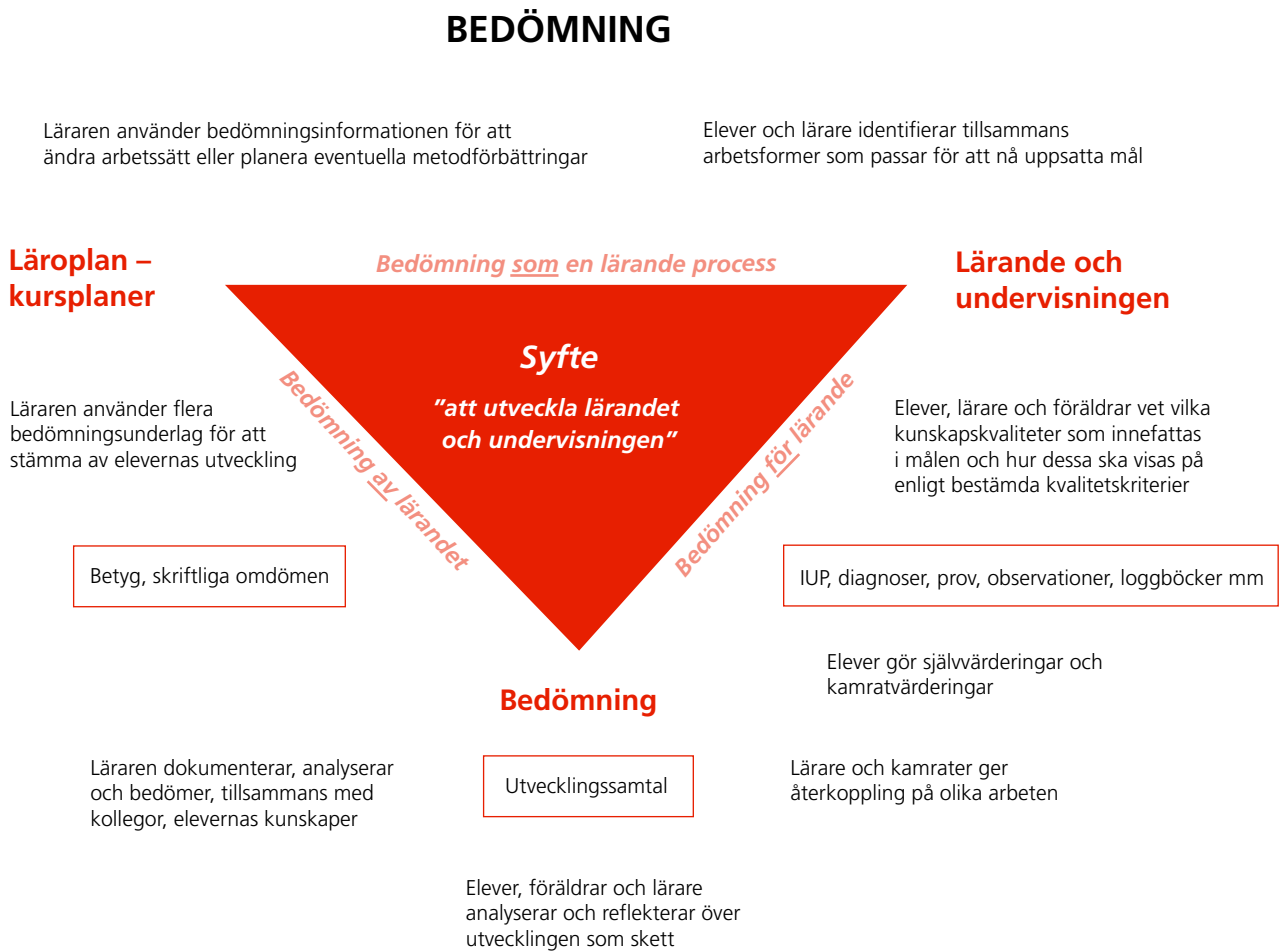 BEDÖMNING
Läraren använder bedömningsinformationen för att
ändra arbetssätt eller planera eventuella metodförbättringar
Elever och lärare identifierar tillsammans
arbetsformer som passar för att nå uppsatta mål
Läroplan –
kursplaner
Bedömning som en lärande process
Lärande och
undervisningen
Syfte
”att utveckla lärandet
och undervisningen”
Bedömning av lärandet
Bedömning för lärande
Läraren använder flera
bedömningsunderlag för att
stämma av elevernas utveckling
Elever, lärare och föräldrar vet vilka
kunskapskvaliteter som innefattas
i målen och hur dessa ska visas på
enligt bestämda kvalitetskriterier
Betyg, skriftliga omdömen
IUP, diagnoser, prov, observationer, loggböcker mm
Elever gör självvärderingar och
kamratvärderingar
Bedömning
Läraren dokumenterar, analyserar
och bedömer, tillsammans med
kollegor, elevernas kunskaper
Utvecklingssamtal
Lärare och kamrater ger
återkoppling på olika arbeten
Elever, föräldrar och lärare
analyserar och reflekterar över
utvecklingen som skett